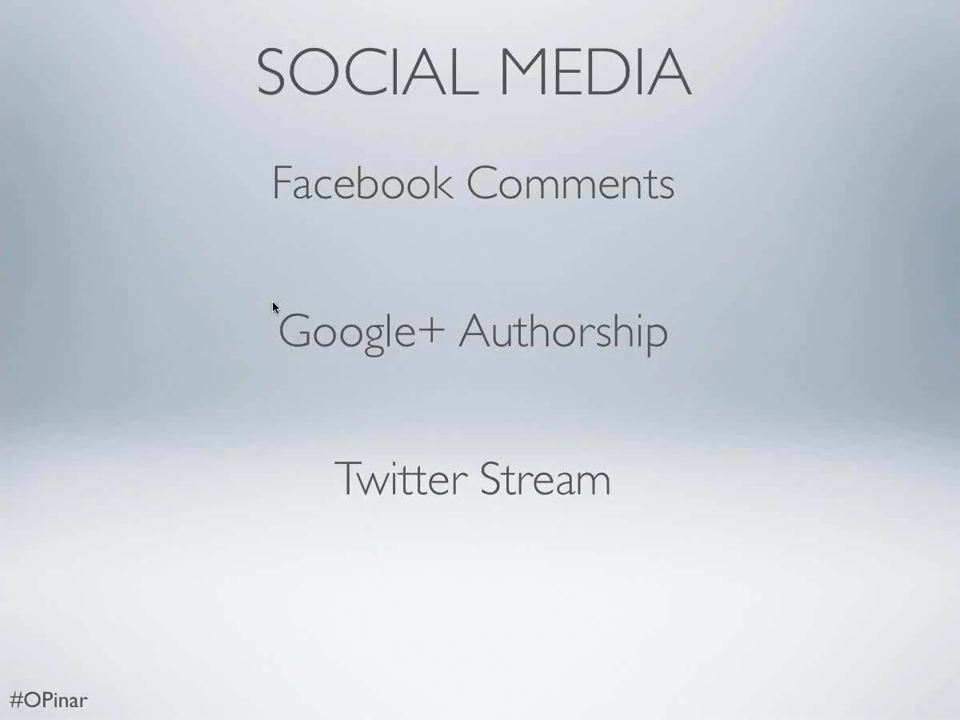 SOCIAL MEDIA
Facebook Comments
Google+ Authorship
Twitter Stream
#OPinar